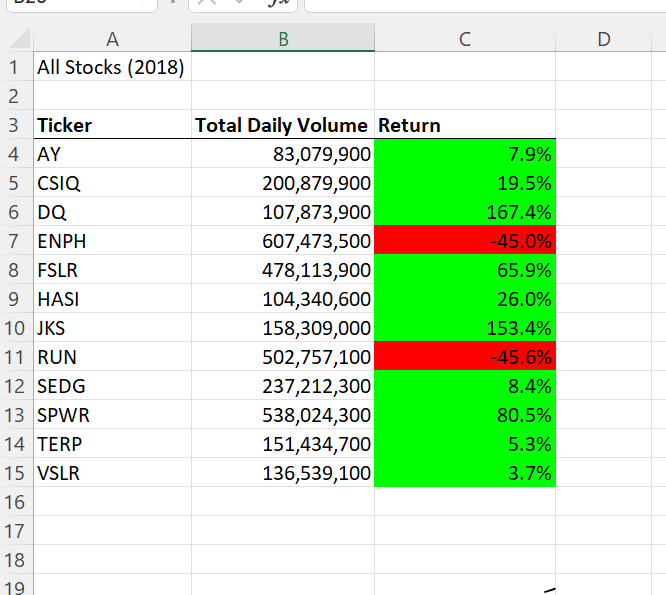 A B C D
1 All Stocks (2018)
2
3 Ticker Total Daily Volume Return
4 AY 83,079,900 7.9%
5 CSIQ 200,879,900 19.5%
6 DQ 107,873,900 167.4%
7 ENPH 607,473,500 -45.0%
8 FSLR 478,113,900 65.9%
9 HASI 104,340,600 26.0%
10 JKS 158,309,000 153.4%
11 RUN 502,757,100 -45.6%
12 SEDG 237,212,300 8.4%
13 SPWR 538,024,300 80.5%
14 TERP 151,434,700 5.3%
15 VSLR 136,539,100 3.7%
16
17
18
19